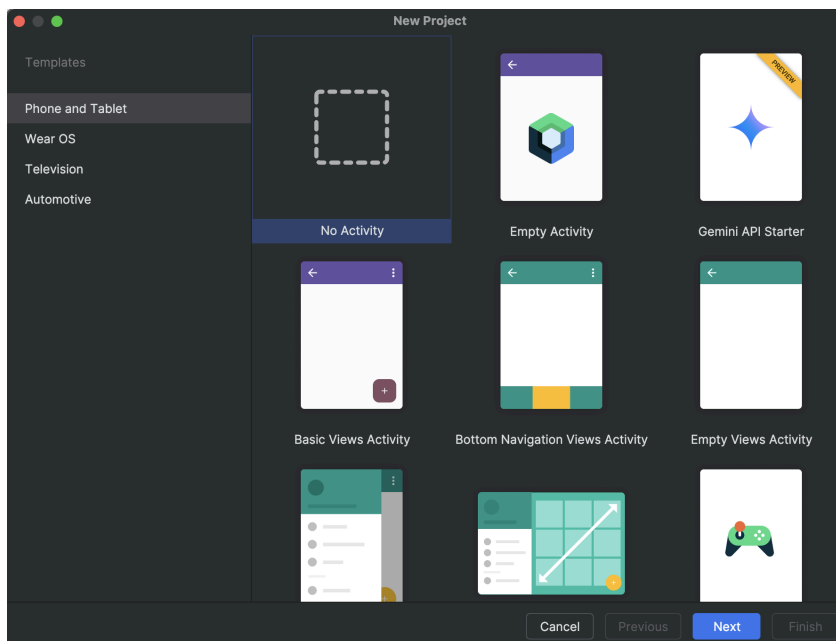 New Project
Templates
Phone and Tablet
Wear OS
Television
Automotive
No Activity
Empty Activity
PREVIEW
Gemini API Starter
Basic Views Activity
Bottom Navigation Views Activity
Empty Views Activity
Cancel
Previous
Next
Finish